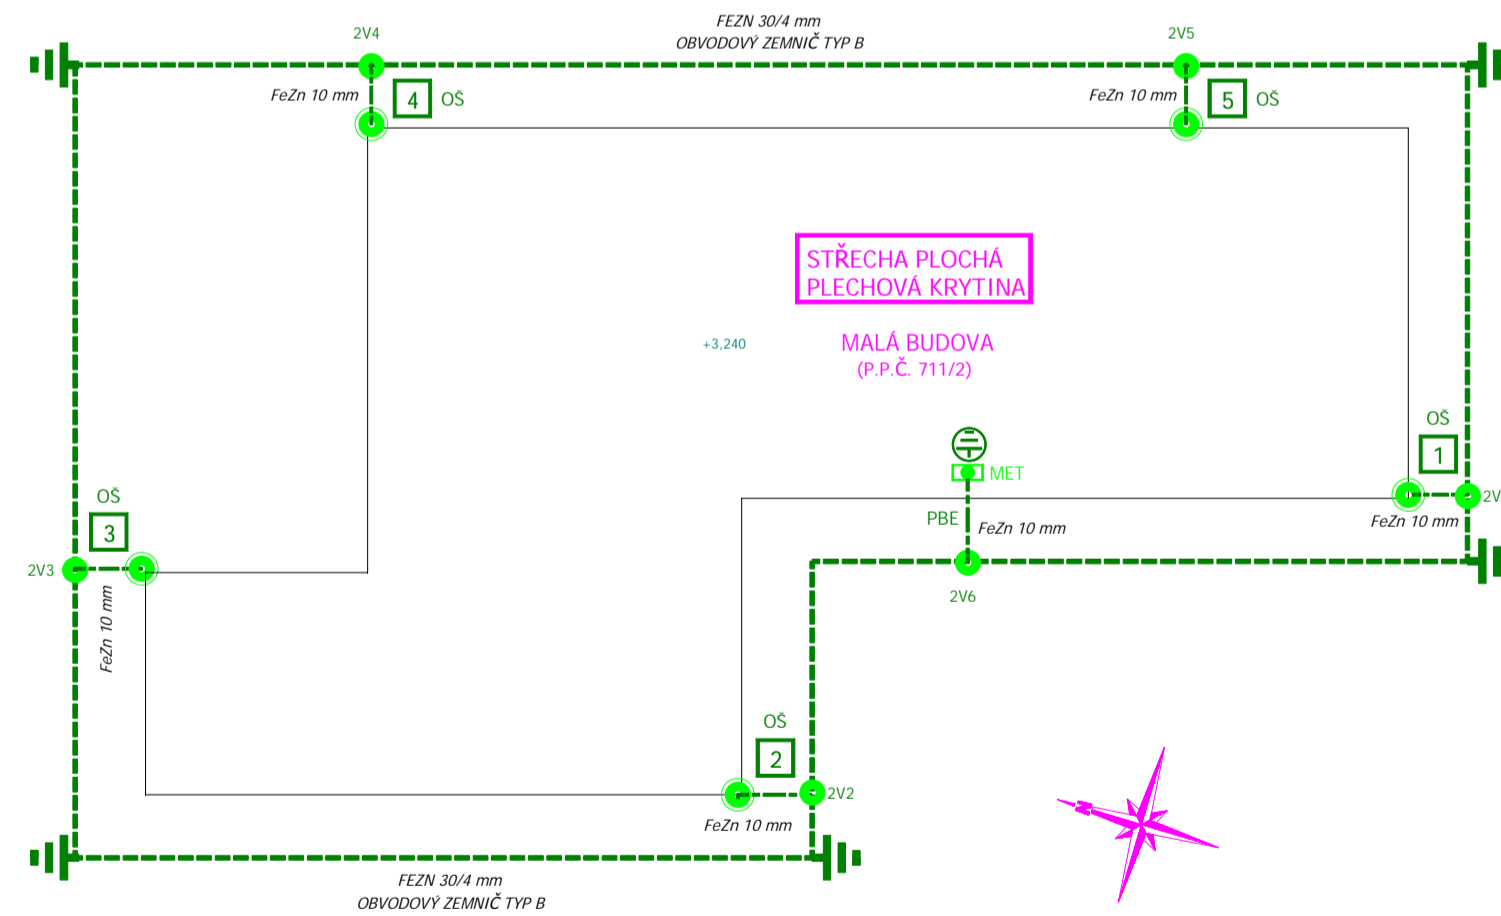 FEZN 30/4 mm
OBVODOVÝ ZEMNIČ TYP B
2V4
2V5
FeZn 10 mm
4
OŠ
FeZn 10 mm
5
OŠ
STŘECHA PLOCHÁ
PLECHOVÁ KRYTINA
+3,240
MALÁ BUDOVA
(P.P.Č. 711/2)
OŠ
1
MET
2V
OŠ
3
PBE
FeZn 10 mm
FeZn 10 mm
2V3
2V6
FeZn 10 mm
OŠ
2
2V2
FeZn 10 mm
FEZN 30/4 mm
OBVODOVÝ ZEMNIČ TYP B